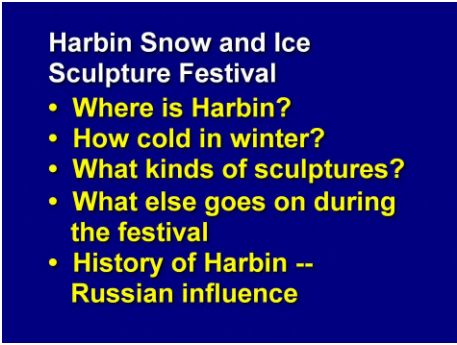 Harbin Snow and Ice
Sculpture Festival
• Where is Harbin?
• How cold in winter?
• What kinds of sculptures?
• What else goes on during
the festival
• History of Harbin --
Russian influence